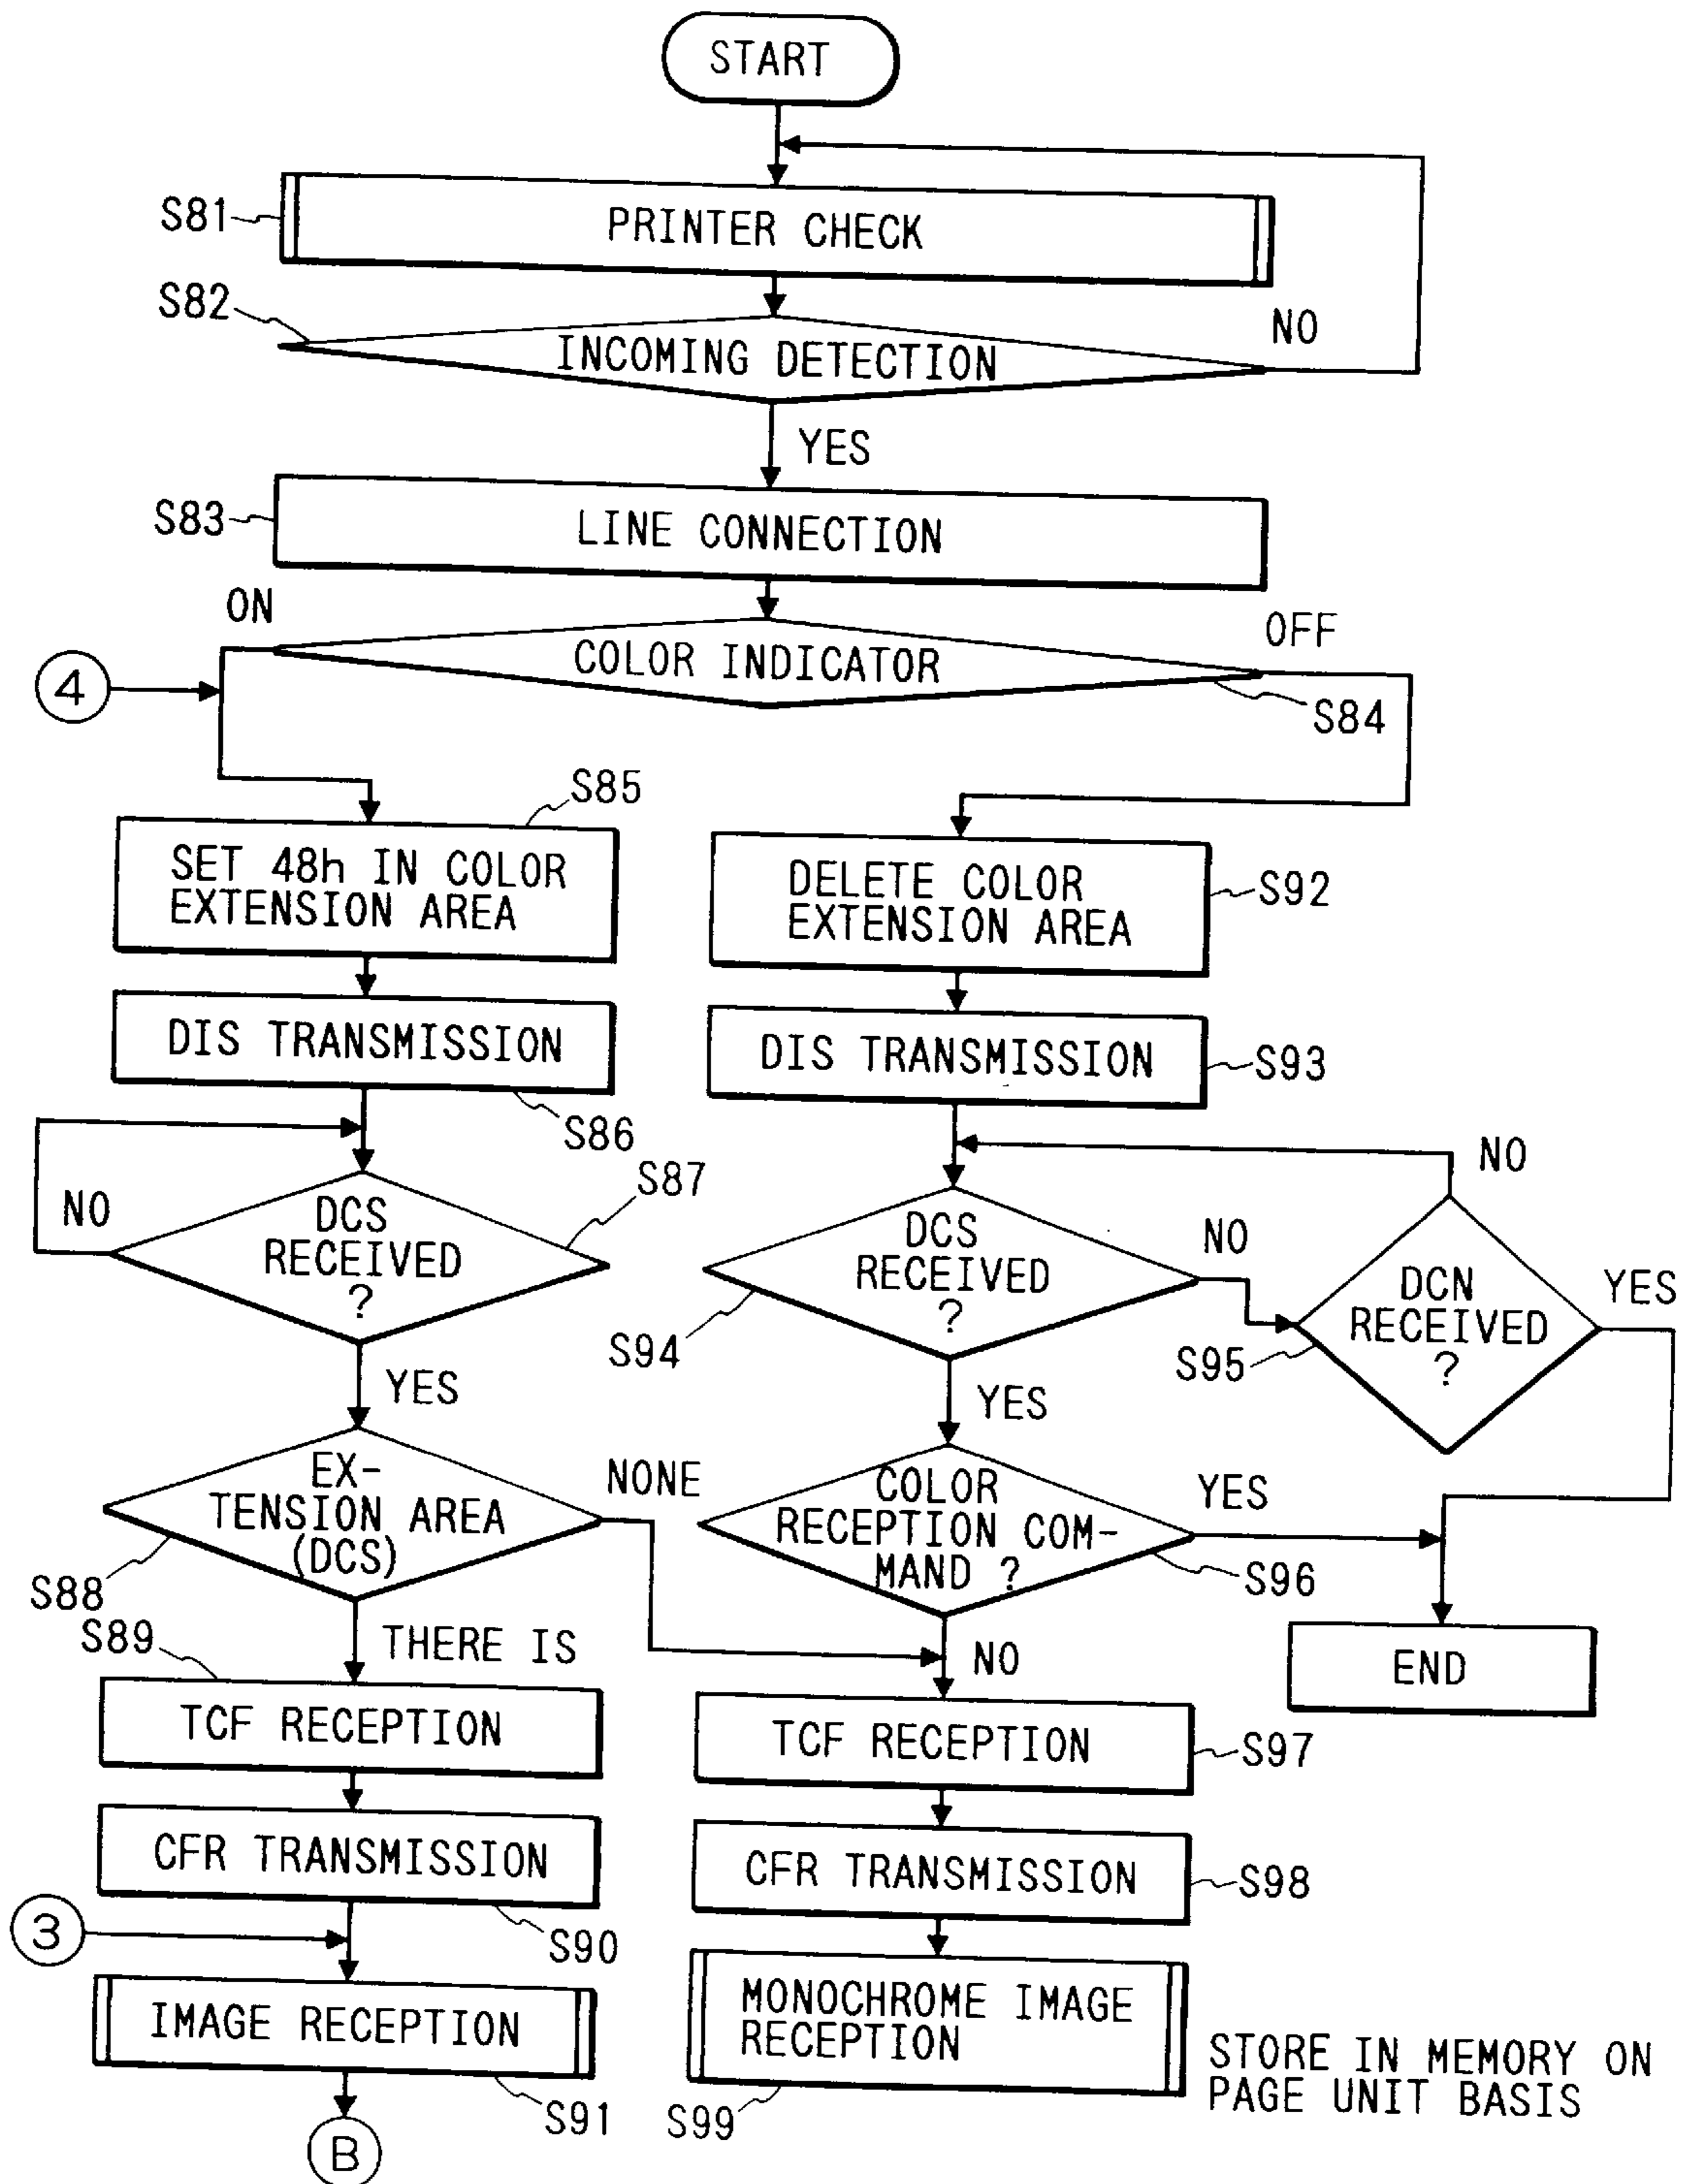 START
S81
PRINTER CHECK
S82
NO
INCOMING DETECTION
YES
S83
LINE CONNECTION
ON
OFF
COLOR INDICATOR
4
S84
S85
SET 48h IN COLOR
EXTENSION AREA
DELETE COLOR
EXTENSION AREA
S92
DIS TRANSMISSION
S86
DIS TRANSMISSION
S93
NO
DCS
RECEIVED
?
S87
NO
DCS
RECEIVED
?
NO
S94
DCN
RECEIVED
?
YES
S95
YES
YES
EX-
TENSION AREA
(DCS)
NONE
S88
COLOR
RECEPTION COM-
MAND ?
YES
S96
S89
THERE IS
NO
END
TCF RECEPTION
TCF RECEPTION
S97
CFR TRANSMISSION
CFR TRANSMISSION
S98
3
S90
IMAGE RECEPTION
MONOCHROME IMAGE
RECEPTION
STORE IN MEMORY ON
PAGE UNIT BASIS
S91
S99
B